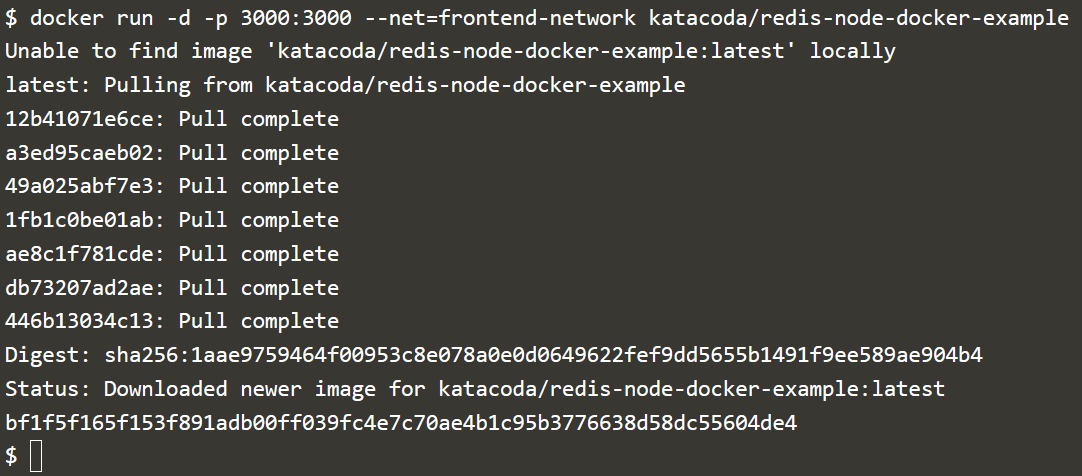 $ docker run -d -p 3000:3000 --net=frontend-network katacoda/redis-node-docker-example
Unable to find image 'katacoda/redis-node-docker-example:latest' locally
latest: Pulling from katacoda/redis-node-docker-example
12b41071e6ce: Pull complete
a3ed95caeb02: Pull complete
49a025abf7e3: Pull complete
1fb1c0be01ab: Pull complete
ae8c1f781cde: Pull complete
db73207ad2ae: Pull complete
446b13034c13: Pull complete
Digest: sha256:1aae9759464f00953c8e078a0e0d0649622fef9dd5655b1491f9ee589ae904b4
Status: Downloaded newer image for katacoda/redis-node-docker-example:latest
bf1f5f165f153f891adb00ff039fc4e7c70ae4b1c95b3776638d58dc55604de4
$